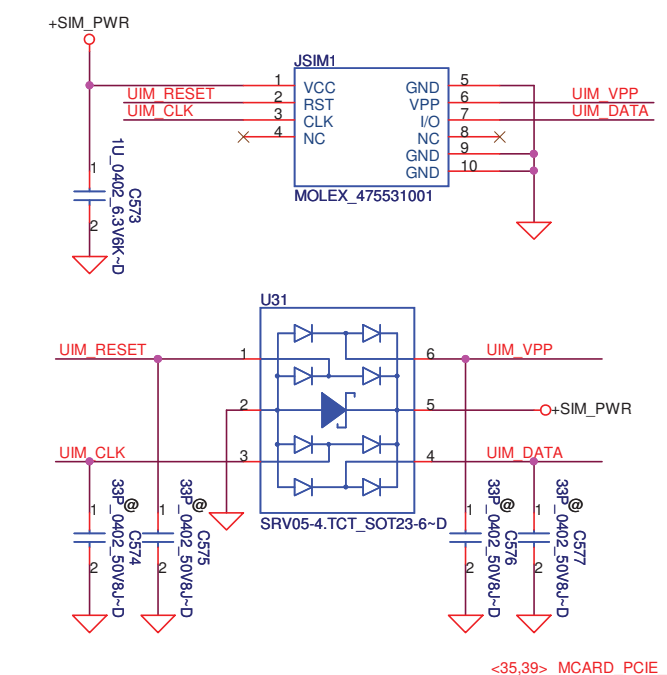 +SIM_PWR
JSIM1
1 VCC GND 5
UIM_RESET 2 RST VPP 6 UIM_VPP
UIM_CLK 3 CLK I/O 7 UIM_DATA
4 NC NC 8
GND 9
GND 10
MOLEX_475531001
1
2
C573
1U_0402_6.3V6K~D
U31
UIM_RESET 1 6 UIM_VPP
2 5 +SIM_PWR
UIM_CLK 3 4 UIM_DATA
SRV05-4.TCT_SOT23-6~D
1
2
@
C574
33P_0402_50V8J~D
1
2
@
C575
33P_0402_50V8J~D
1
2
@
C576
33P_0402_50V8J~D
1
2
@
C577
33P_0402_50V8J~D
<35,39> MCARD_PCIE